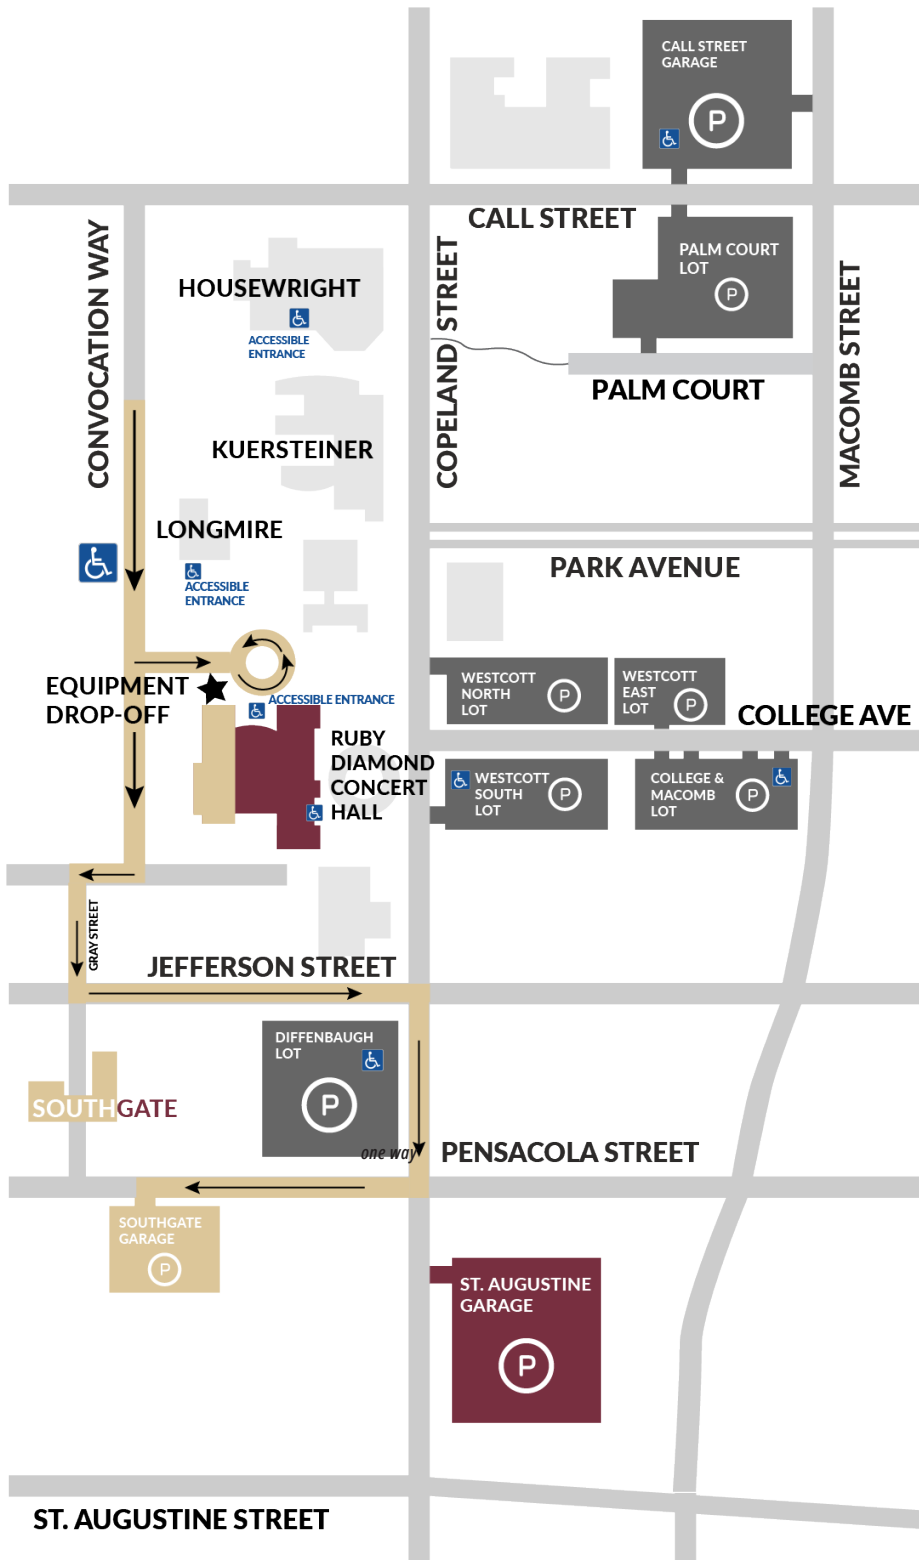 CALL STREET
GARAGE
P
CALL STREET
PALM COURT
LOT
P
CONVOCATION WAY
COPELAND STREET
MACOMB STREET
HOUSEWRIGHT
ACCESSIBLE
ENTRANCE
PALM COURT
KUERSTEINER
LONGMIRE
ACCESSIBLE
ENTRANCE
PARK AVENUE
EQUIPMENT
DROP-OFF
ACCESSIBLE ENTRANCE
WESTCOTT
NORTH
LOT
P
WESTCOTT
EAST
LOT
P
COLLEGE AVE
RUBY
DIAMOND
CONCERT
HALL
WESTCOTT
SOUTH
LOT
P
COLLEGE &
MACOMB
LOT
P
GRAY STREET
JEFFERSON STREET
DIFFENBAUGH
LOT
P
SOUTHGATE
one way
PENSACOLA STREET
SOUTHGATE
GARAGE
P
ST. AUGUSTINE
GARAGE
P
ST. AUGUSTINE STREET